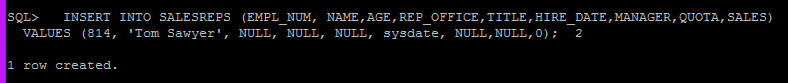 SQL>   INSERT INTO SALESREPS (EMPL_NUM, NAME,AGE,REP_OFFICE,TITLE,HIRE_DATE,MANAGER,QUOTA,SALES)
  VALUES (814, 'Tom Sawyer', NULL, NULL, NULL, sysdate, NULL,NULL,0);  2
1 row created.